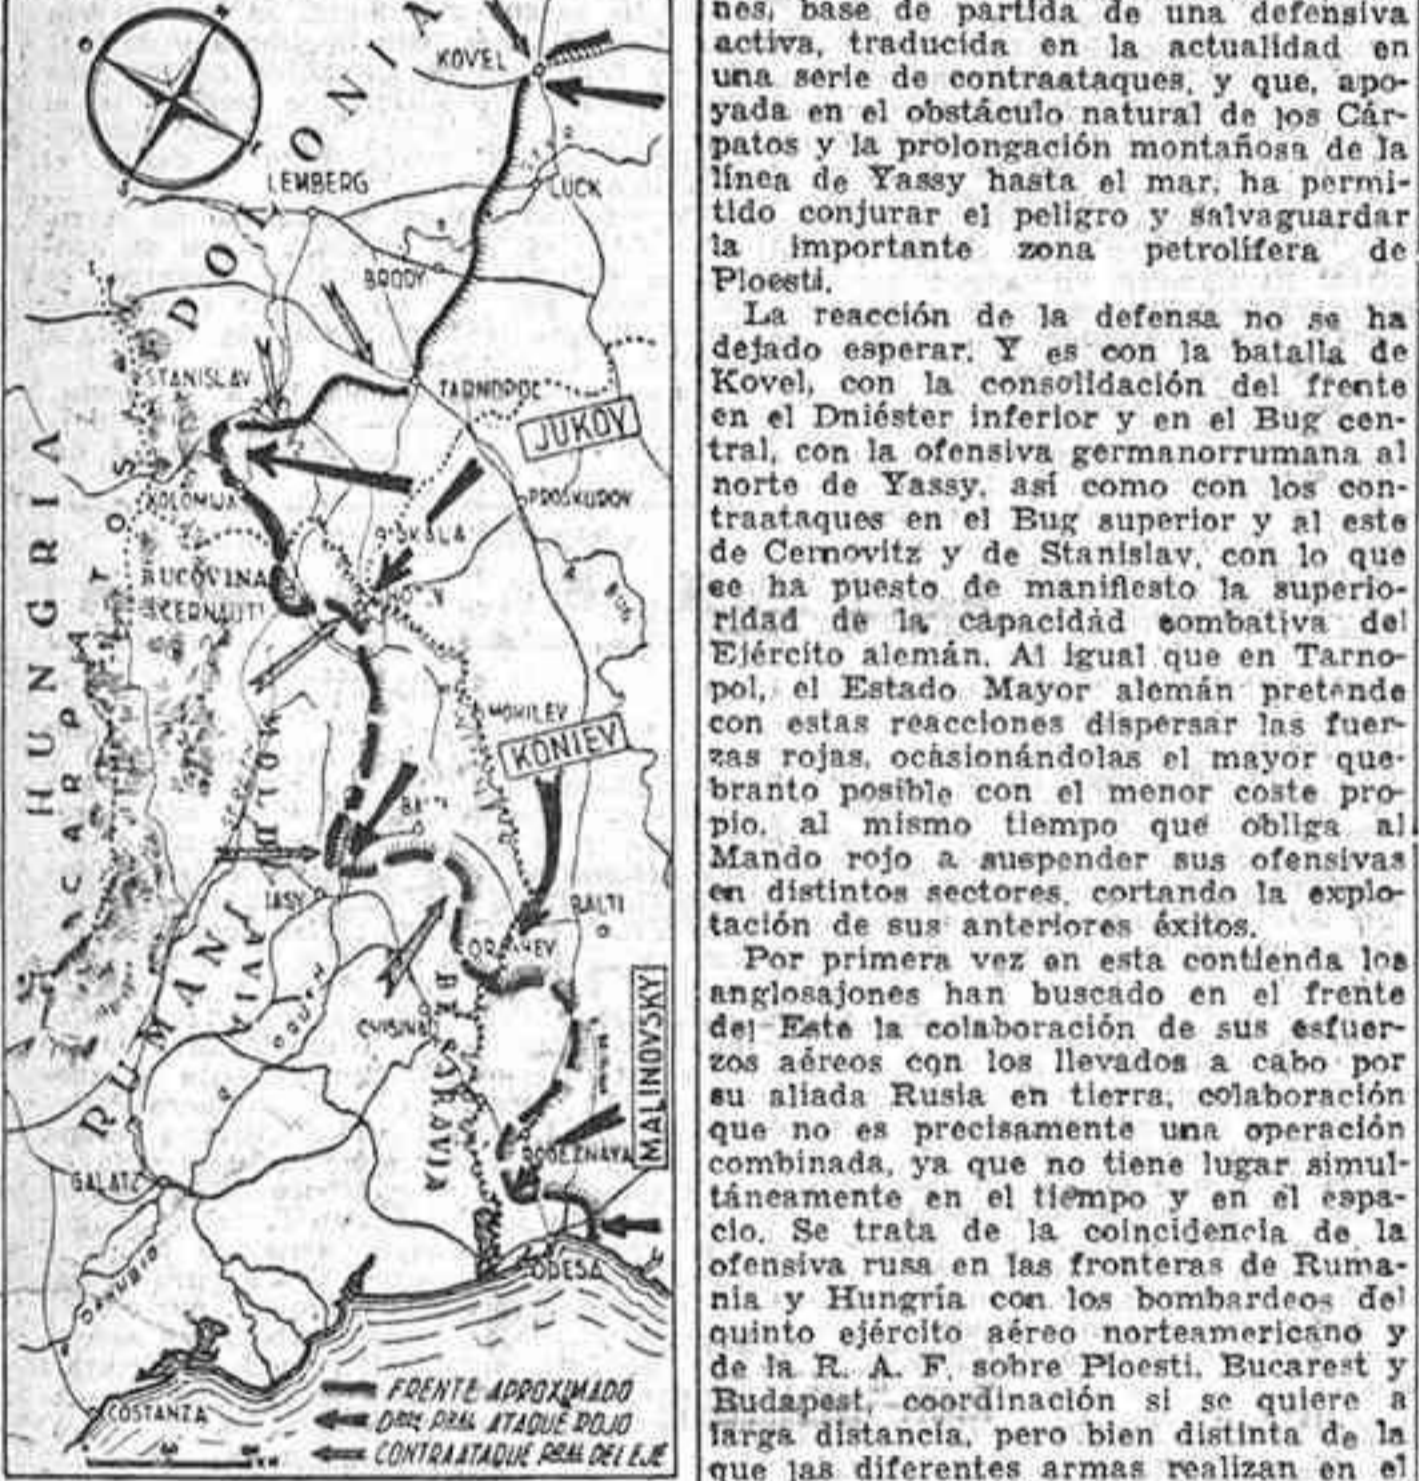 N
O
S
POLONIA
KOVEL
LUCK
LEMBERG
BRODY
STANISLAV
TARNOPOL
JUKOV
KOLOMIJA
PROSKUROV
SKALA
BUCOVINA
CERNAUTI
BUG
HUNGRIA
CARPATOS
MOHILEV
KONIEV
MOLDAVIA
BALTI
IASY
BALTI
ORGHEV
RUMANIA
CHISINAU
BESARAVIA
MALINOVSKY
RODEZNAYA
GALATZ
ODESA
DANUBIO
COSTANZA
FRENTE APROXIMADO
DREC PRAL ATAQUE ROJO
CONTRAATAQUE PRAL DEL EJE
KM
nes, base de partida de una defensiva
activa, traducida en la actualidad en
una serie de contraataques, y que, apo-
yada en el obstáculo natural de los Cár-
patos y la prolongación montañosa de la
línea de Yassy hasta el mar, ha permi-
tido conjurar el peligro y salvaguardar
la importante zona petrolífera de
Ploesti.
La reacción de la defensa no se ha
dejado esperar. Y es con la batalla de
Kovel, con la consolidación del frente
en el Dniéster inferior y en el Bug cen-
tral, con la ofensiva germanorrumana al
norte de Yassy, así como con los con-
traataques en el Bug superior y al este
de Cernovitz y de Stanislav, con lo que
se ha puesto de manifiesto la superio-
ridad de la capacidad combativa del
Ejército alemán. Al igual que en Tarno-
pol, el Estado Mayor alemán pretende
con estas reacciones dispersar las fuer-
zas rojas, ocasionándolas el mayor que-
branto posible con el menor coste pro-
pio, al mismo tiempo que obliga al
Mando rojo a suspender sus ofensivas
en distintos sectores, cortando la explo-
tación de sus anteriores éxitos.
Por primera vez en esta contienda los
anglosajones han buscado en el frente
del Este la colaboración de sus esfuer-
zos aéreos con los llevados a cabo por
su aliada Rusia en tierra, colaboración
que no es precisamente una operación
combinada, ya que no tiene lugar simul-
táneamente en el tiempo y en el espa-
cio. Se trata de la coincidencia de la
ofensiva rusa en las fronteras de Ruma-
nia y Hungría con los bombardeos del
quinto ejército aéreo norteamericano y
de la R. A. F. sobre Ploesti, Bucarest y
Budapest, coordinación si se quiere a
larga distancia, pero bien distinta de la
que las diferentes armas realizan en el